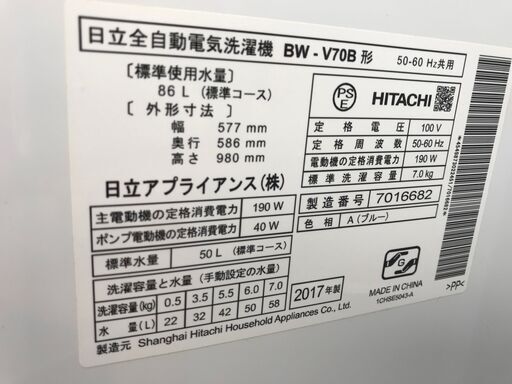 日立全自動電気洗濯機 BW-V70B 形 50-60 Hz共用
〔標準使用水量〕
86 L (標準コース)
〔 外 形 寸 法 〕
幅 577 mm
奥行 586 mm
高さ 980 mm
日立アプライアンス(株)
PS
E
HITACHI
定格電圧 100 V
定格周波数 50-60 Hz
電動機の定格消費電力 190 W
標準洗濯容量 7.0 kg
製造番号 7016682
色相 A (ブルー)
主電動機の定格消費電力 190 W
ポンプ電動機の定格消費電力 40 W
標準水量 50 L (標準コース)
洗濯容量と水量 (手動設定の水量)
洗濯容量(kg) 0.5 3.5 5.5 6.0 7.0
水量(L) 22 32 42 50 58
2017年製
G
MADE IN CHINA
1CHSE5043-A
>PP<
製造元 Shanghai Hitachi Household Appliances Co., Ltd.